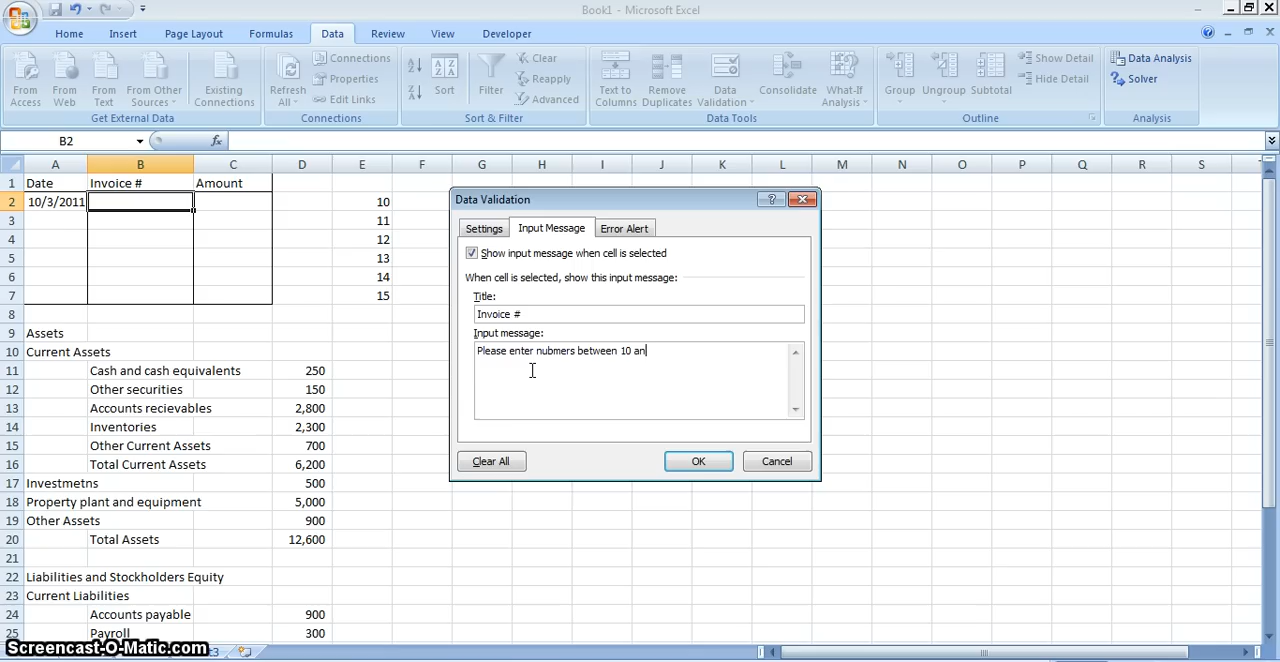 Book1 - Microsoft Excel
Home Insert Page Layout Formulas Data Review View Developer
From Access
From Web
From Text
From Other Sources
Existing Connections
Get External Data
Refresh All
Connections
Properties
Edit Links
Connections
Sort
Filter
Clear
Reapply
Advanced
Sort & Filter
Text to Columns
Remove Duplicates
Data Validation
Consolidate
What-If Analysis
Data Tools
Group
Ungroup
Subtotal
Show Detail
Hide Detail
Outline
Data Analysis
Solver
Analysis
B2 fx
A B C D E F G H I J K L M N O P Q R S
1 Date Invoice # Amount
2 10/3/2011 10
3 11
4 12
5 13
6 14
7 15
8
9 Assets
10 Current Assets
11 Cash and cash equivalents 250
12 Other securities 150
13 Accounts recievables 2,800
14 Inventories 2,300
15 Other Current Assets 700
16 Total Current Assets 6,200
17 Investmetns 500
18 Property plant and equipment 5,000
19 Other Assets 900
20 Total Assets 12,600
21
22 Liabilities and Stockholders Equity
23 Current Liabilities
24 Accounts payable 900
25 Payroll 300
Data Validation
Settings Input Message Error Alert
Show input message when cell is selected
When cell is selected, show this input message:
Title:
Invoice #
Input message:
Please enter nubmers between 10 an
Clear All OK Cancel
Screencast-O-Matic.com